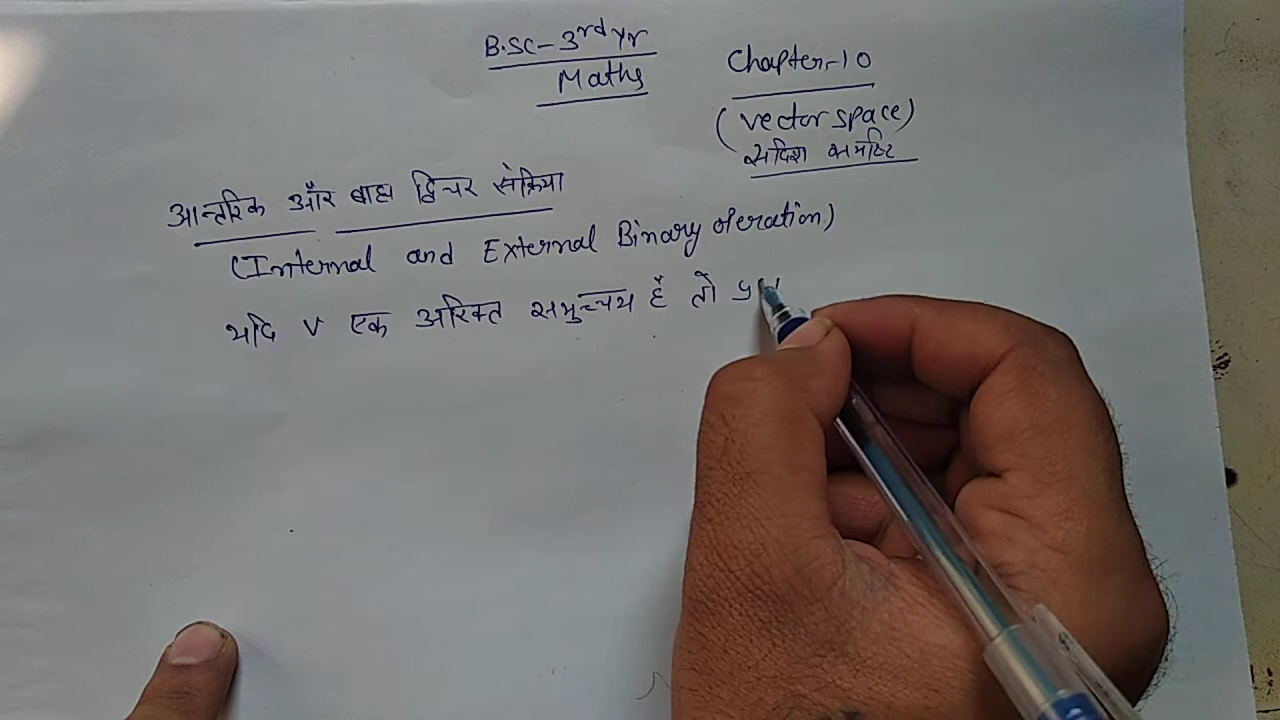 B.SC- 3rd Yr
Maths
Chapter-10
(vector space)
सदिश समष्टि
आन्तरिक और बाह्य द्विचर संक्रिया
(Internal and External Binary operation)
यदि V एक अरिक्त समुच्चय है तो